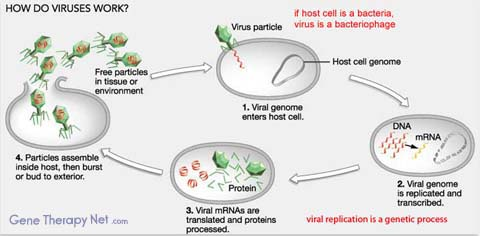 HOW DO VIRUSES WORK?
Virus particle
if host cell is a bacteria,
virus is a bacteriophage
Free particles
in tissue or
environment
Host cell genome
1. Viral genome
enters host cell.
DNA
mRNA
2. Viral genome
is replicated and
transcribed.
Protein
3. Viral mRNAs are
translated and proteins
processed.
4. Particles assemble
inside host, then burst
or bud to exterior.
viral replication is a genetic process
Gene Therapy Net .com